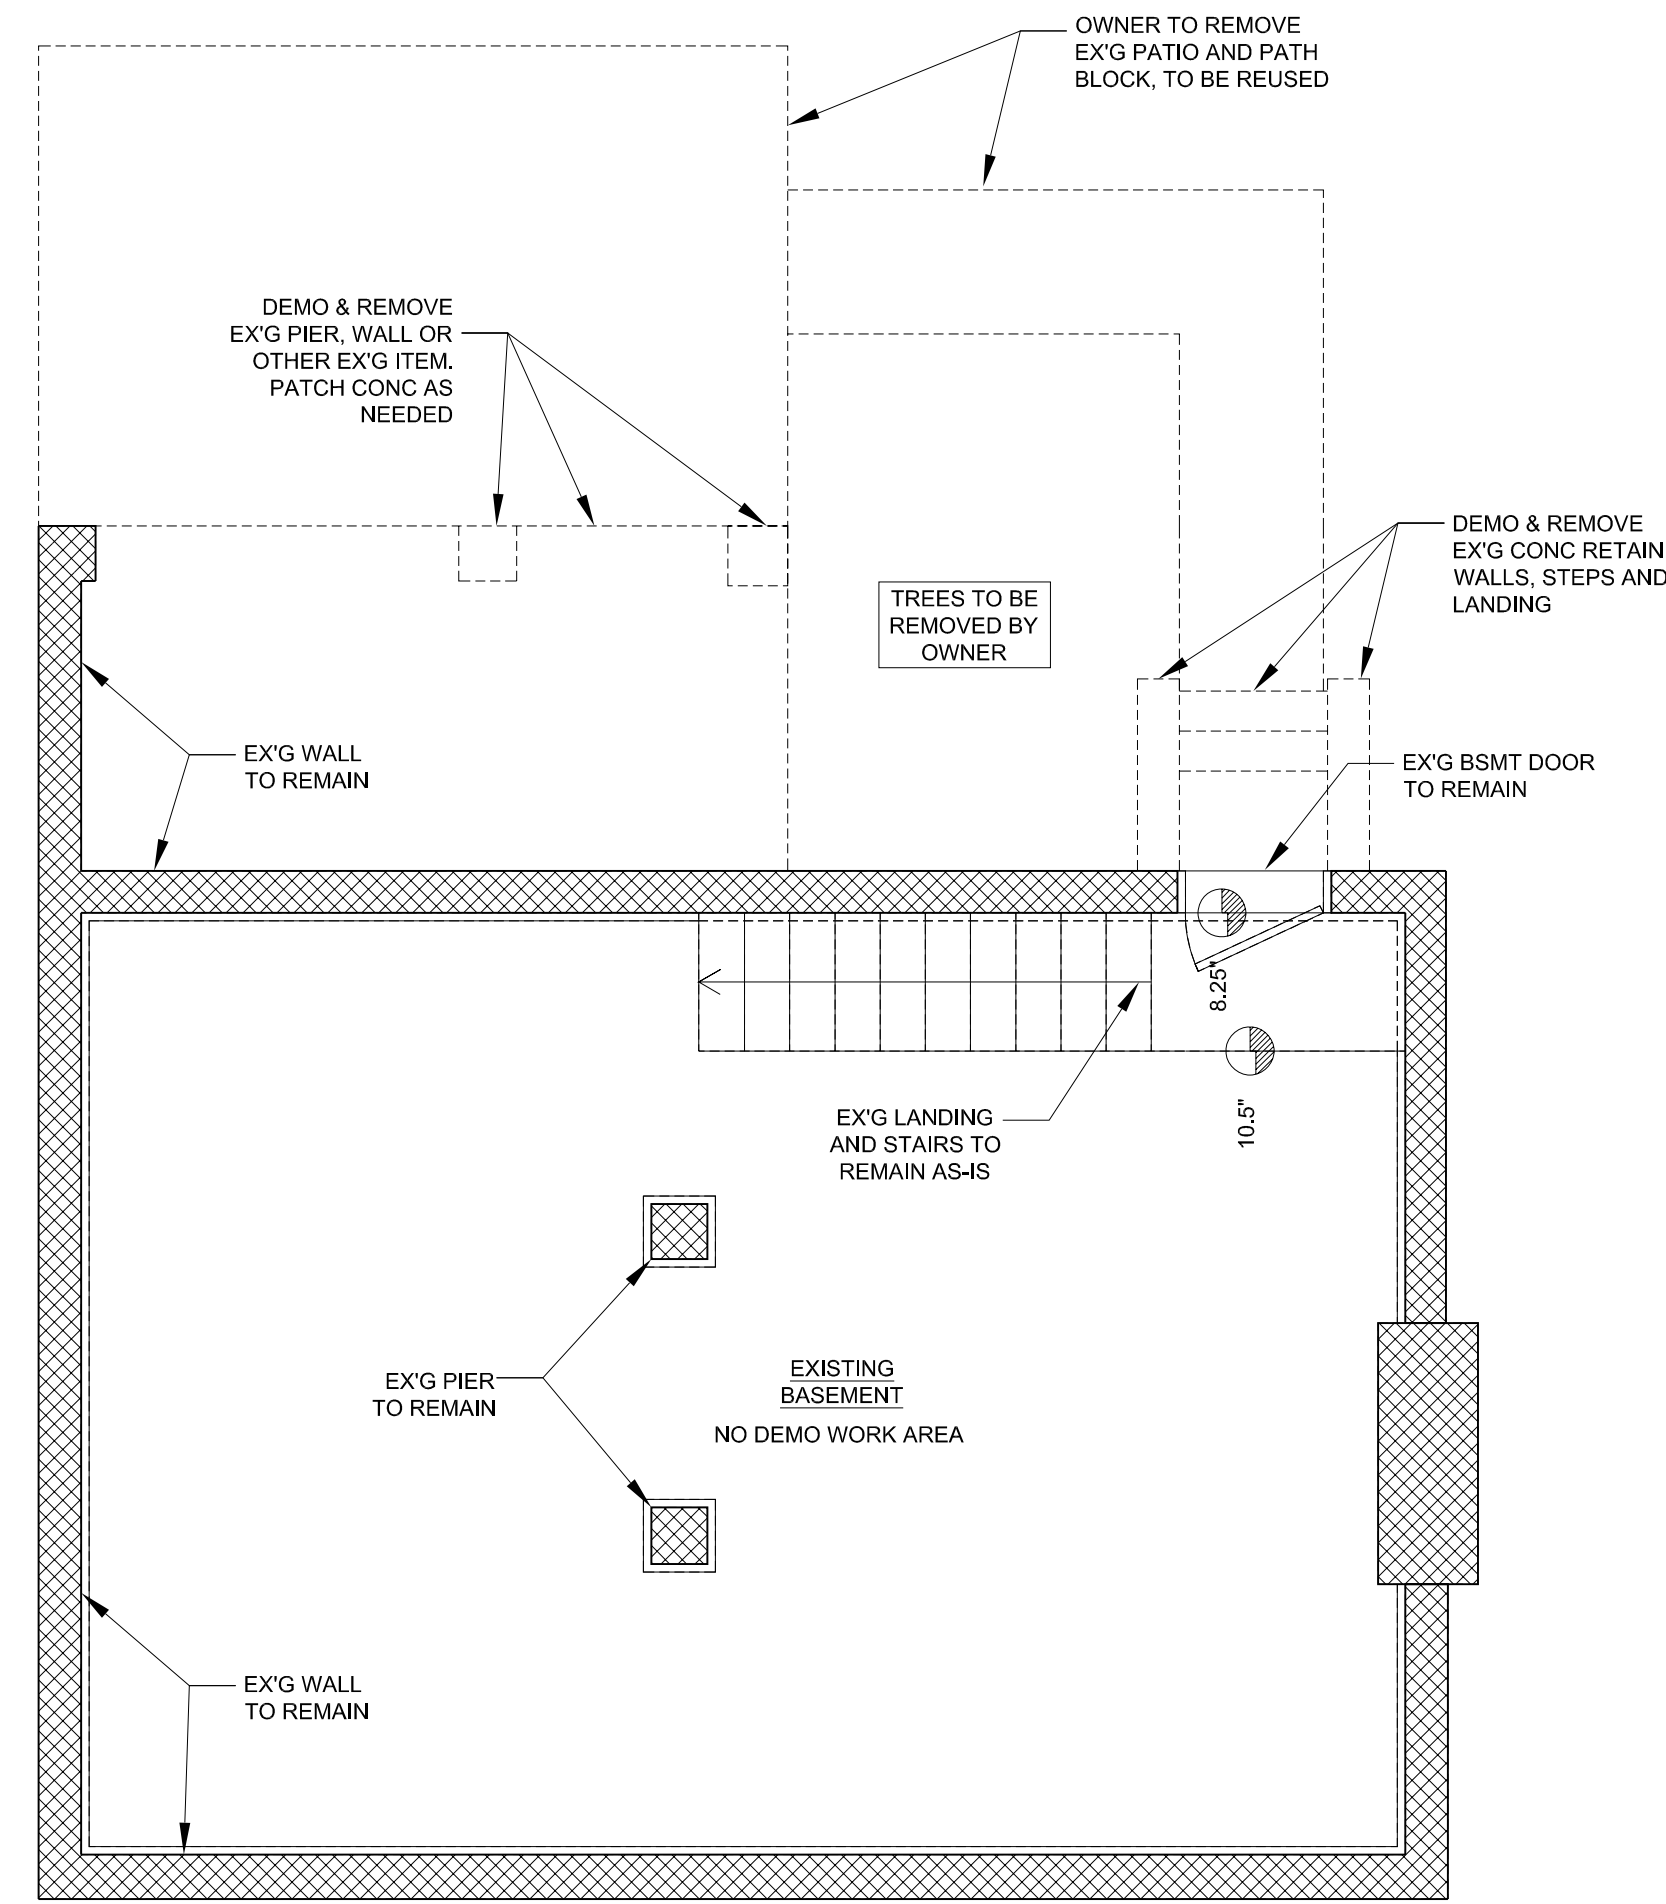 OWNER TO REMOVE
EX'G PATIO AND PATH
BLOCK, TO BE REUSED
DEMO & REMOVE
EX'G PIER, WALL OR
OTHER EX'G ITEM.
PATCH CONC AS
NEEDED
DEMO & REMOVE
EX'G CONC RETAIN
WALLS, STEPS AND
LANDING
TREES TO BE
REMOVED BY
OWNER
EX'G WALL
TO REMAIN
EX'G BSMT DOOR
TO REMAIN
8.25"
10.5"
EX'G LANDING
AND STAIRS TO
REMAIN AS-IS
EX'G PIER
TO REMAIN
EXISTING
BASEMENT
NO DEMO WORK AREA
EX'G WALL
TO REMAIN